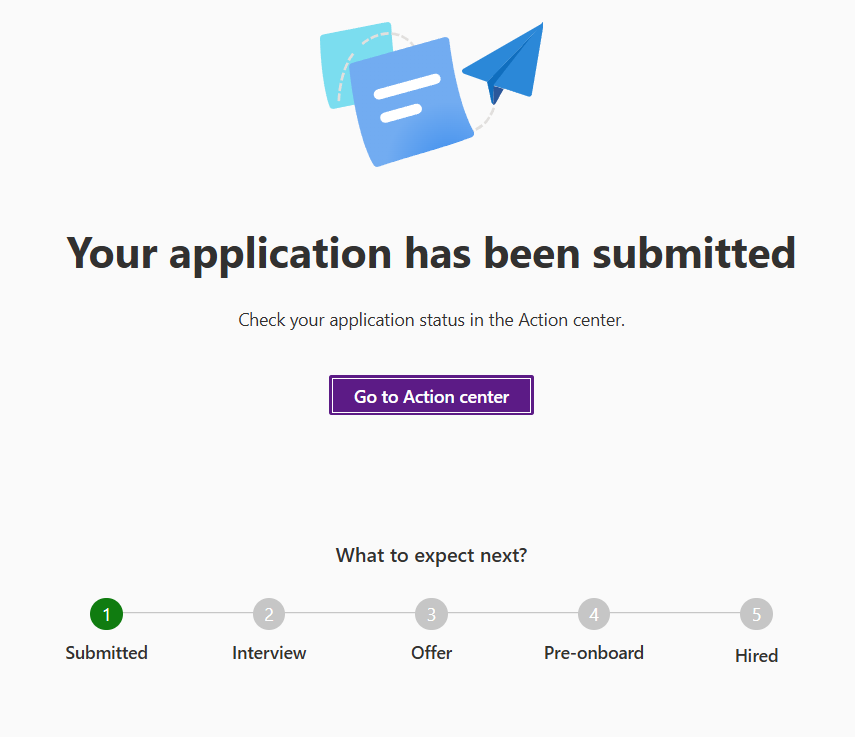 Your application has been submitted
Check your application status in the Action center.
Go to Action center
What to expect next?
1 2 3 4 5
Submitted Interview Offer Pre-onboard Hired